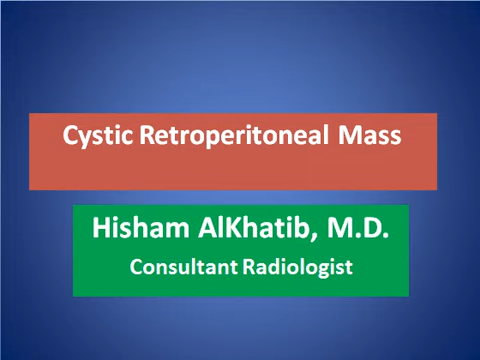 Cystic Retroperitoneal Mass
Hisham AlKhatib, M.D.
Consultant Radiologist